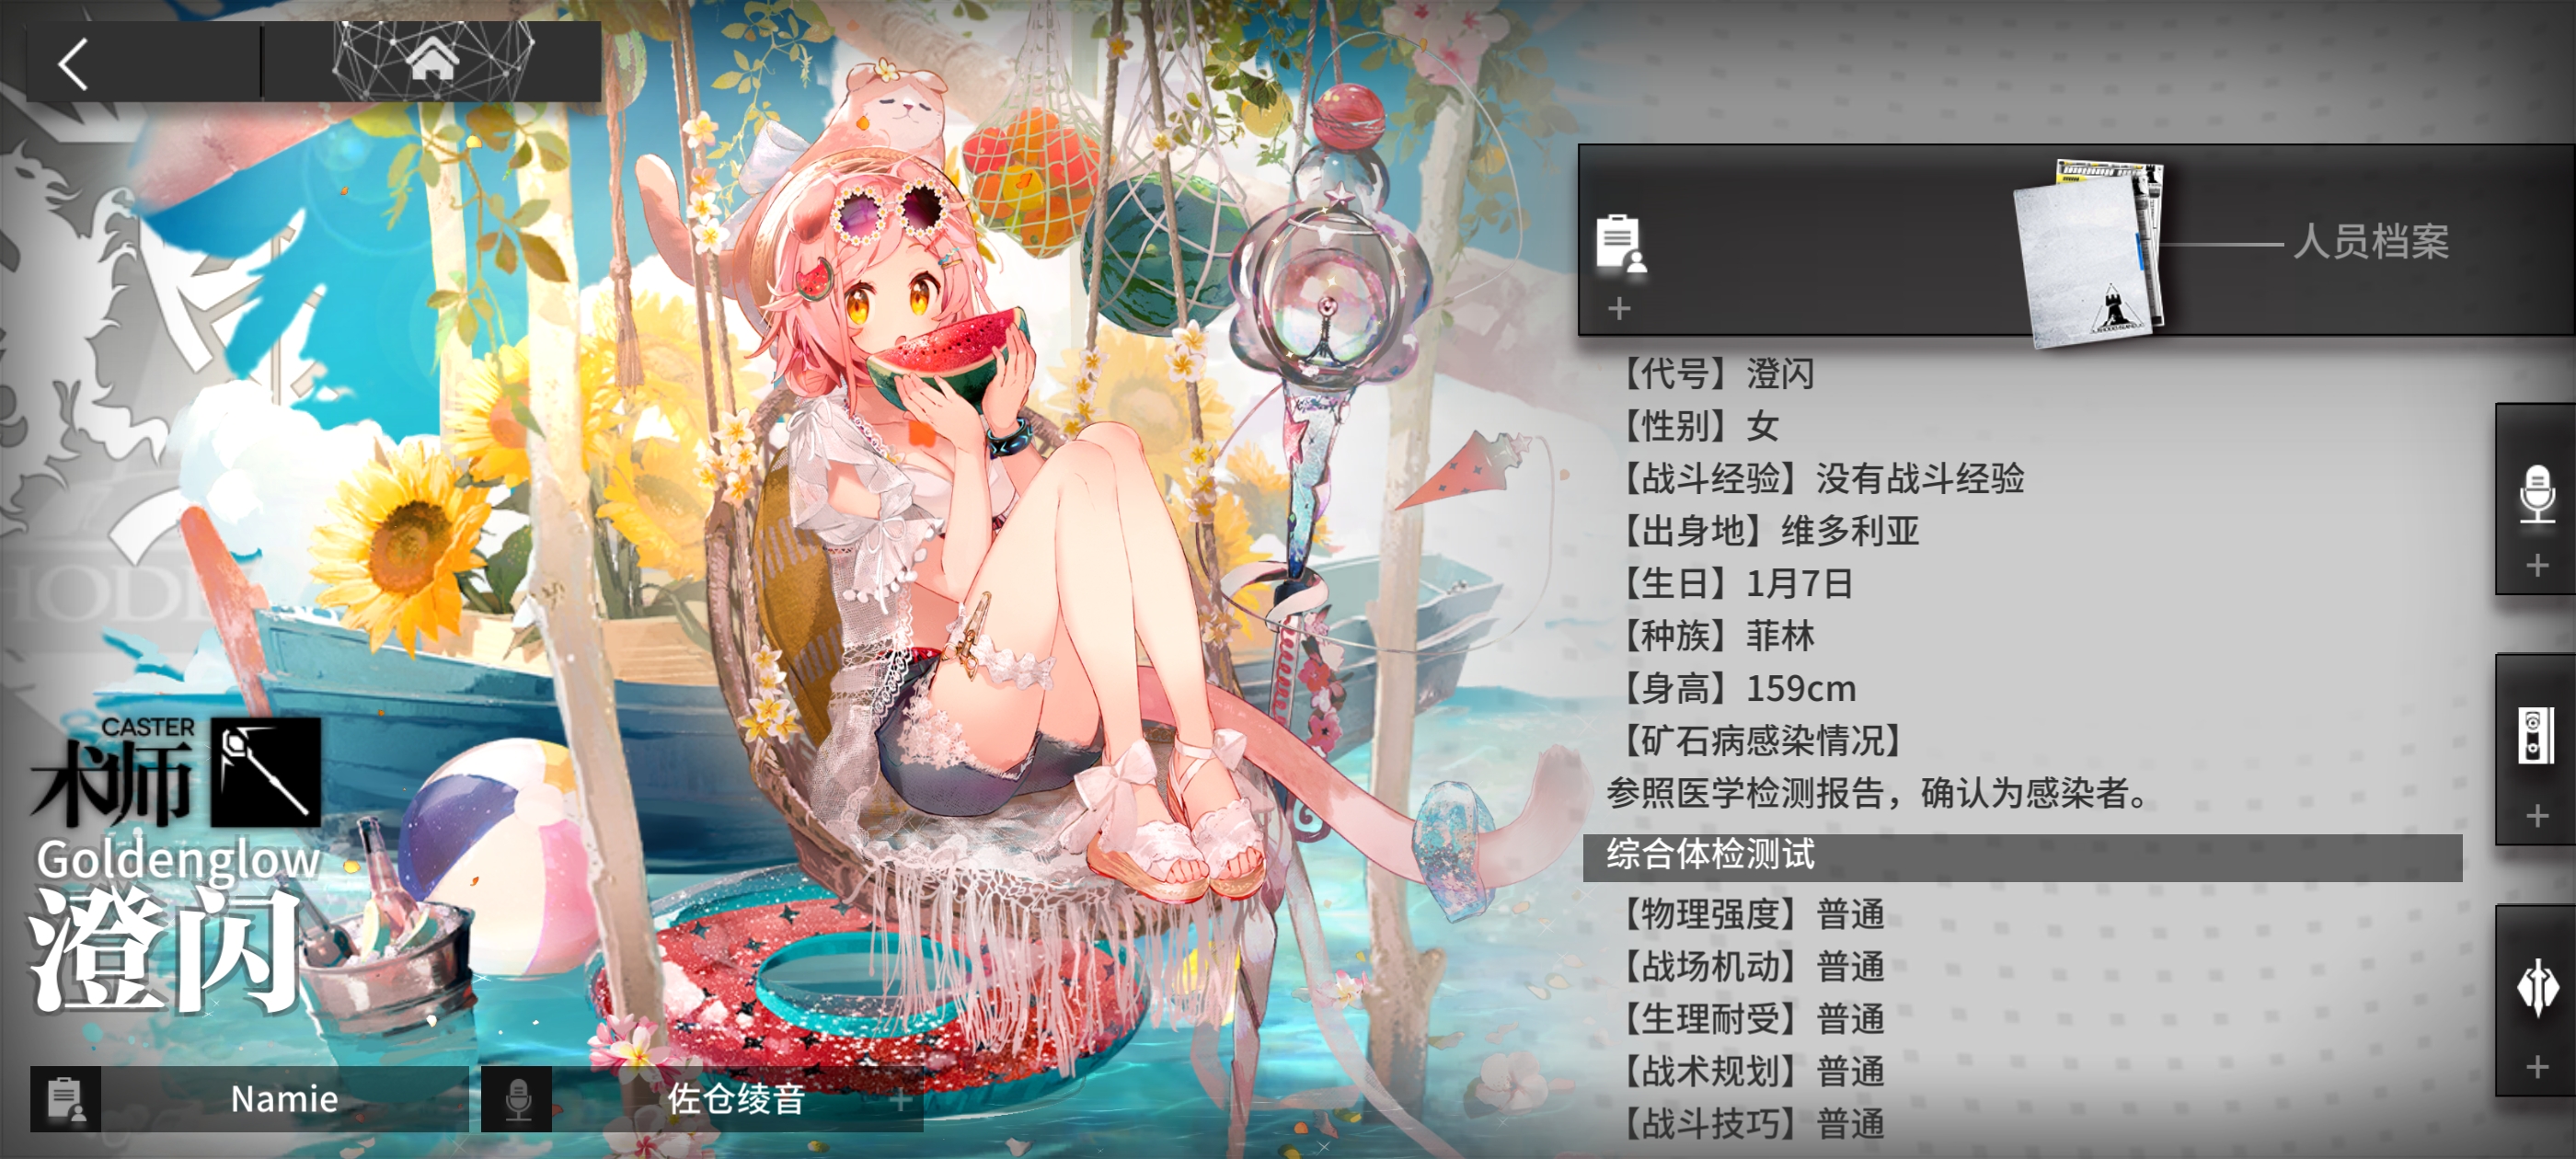 人员档案
【代号】澄闪
【性别】女
【战斗经验】没有战斗经验
【出身地】维多利亚
【生日】1月7日
【种族】菲林
【身高】159cm
【矿石病感染情况】
参照医学检测报告，确认为感染者。
综合体检测试
【物理强度】普通
【战场机动】普通
【生理耐受】普通
【战术规划】普通
【战斗技巧】普通
CASTER
术师
Goldenglow
澄闪
Namie
佐仓绫音